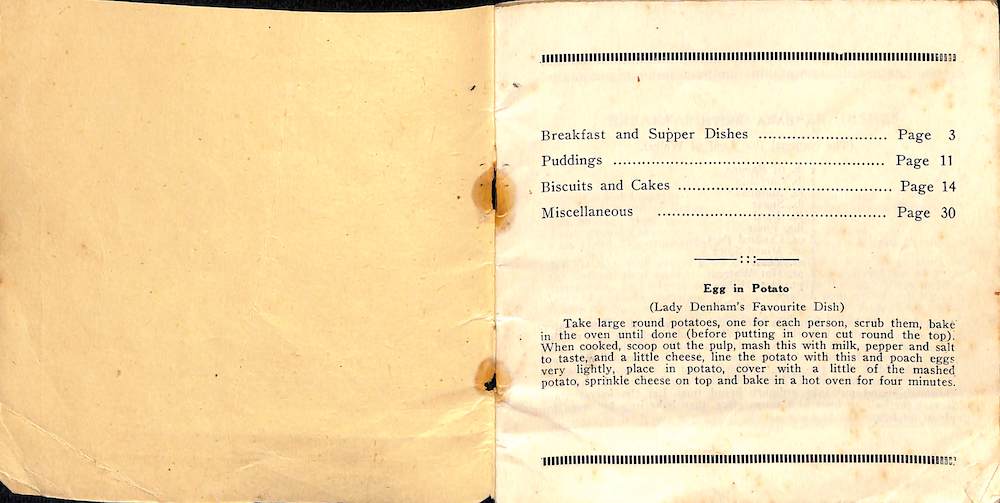 Breakfast and Supper Dishes ........................... Page 3
Puddings ........................................................ Page 11
Biscuits and Cakes ............................................ Page 14
Miscellaneous ............................................... Page 30
Egg in Potato
(Lady Denham's Favourite Dish)
Take large round potatoes, one for each person, scrub them, bake
in the oven until done (before putting in oven cut round the top).
When cooked, scoop out the pulp, mash this with milk, pepper and salt
to taste, and a little cheese, line the potato with this and poach eggs
very lightly, place in potato, cover with a little of the mashed
potato, sprinkle cheese on top and bake in a hot oven for four minutes.